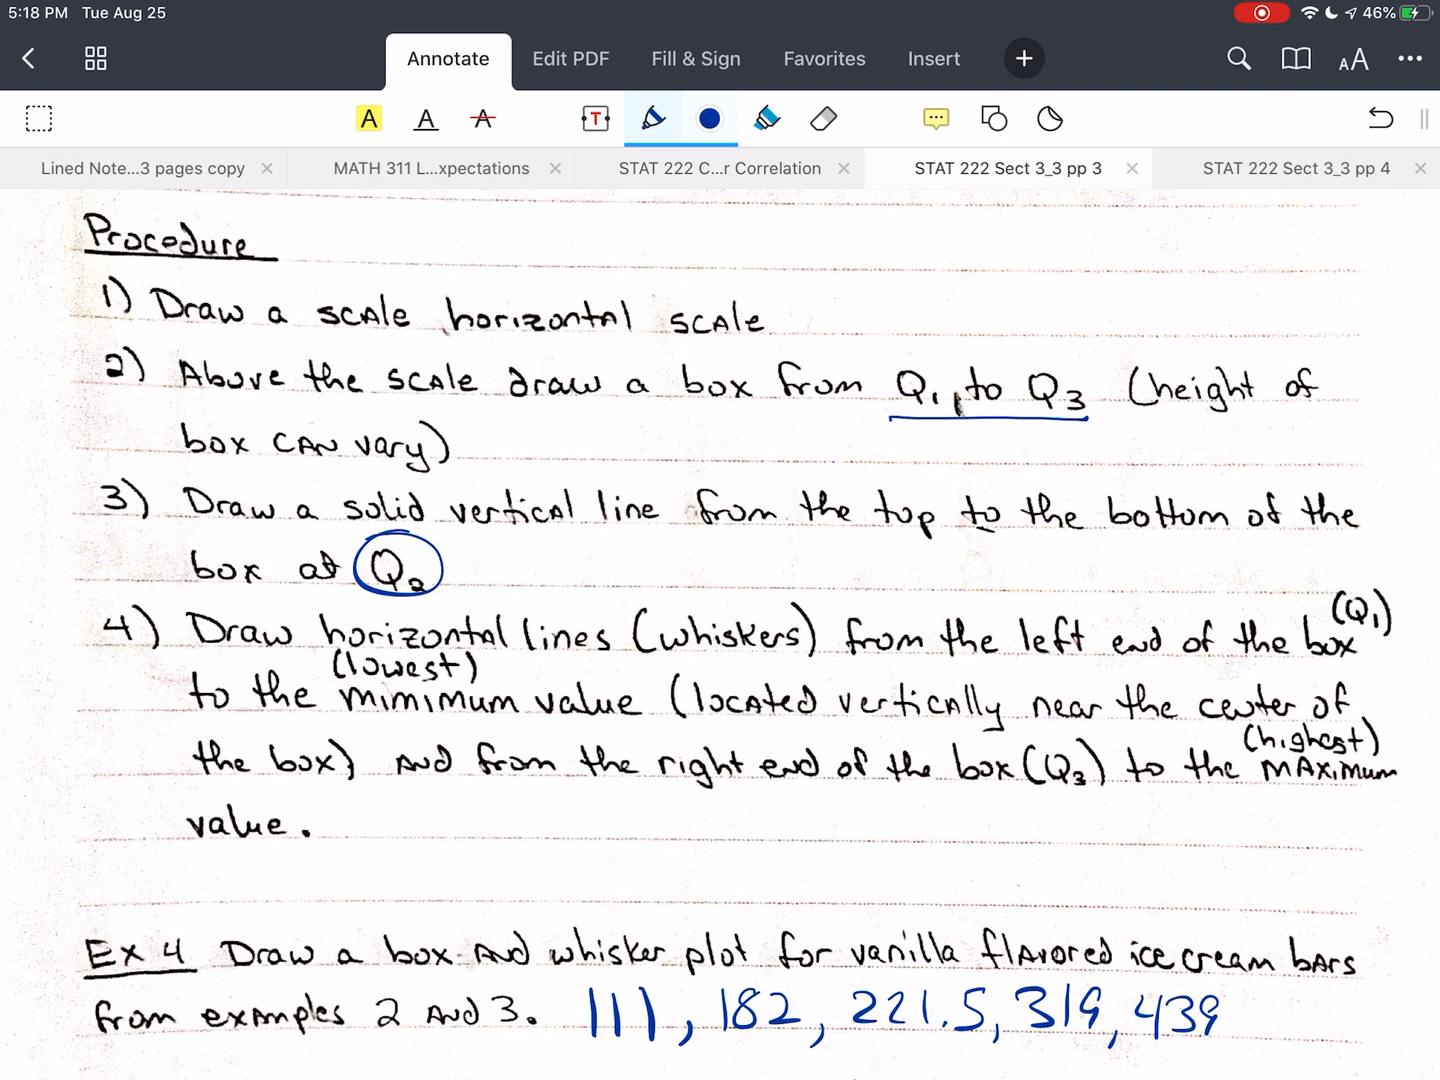 5:18 PM Tue Aug 25 46%
Annotate Edit PDF Fill & Sign Favorites Insert
A A A T
Lined Note...3 pages copy MATH 311 L...xpectations STAT 222 C...r Correlation STAT 222 Sect 3_3 pp 3 STAT 222 Sect 3_3 pp 4
Procedure
1) Draw a scale horizontal scale
2) Above the scale draw a box from Q1, to Q3 (height of
box can vary)
3) Draw a solid vertical line from the top to the bottom of the
box at Q2
4) Draw horizontal lines (whiskers) from the left end of the box (Q1)
(lowest)
to the mimimum value (located vertically near the center of
(highest)
the box) and from the right end of the box (Q3) to the maximum
value.
Ex 4 Draw a box and whisker plot for vanilla flavored ice cream bars
from examples 2 and 3. 111, 182, 221.5, 319, 439